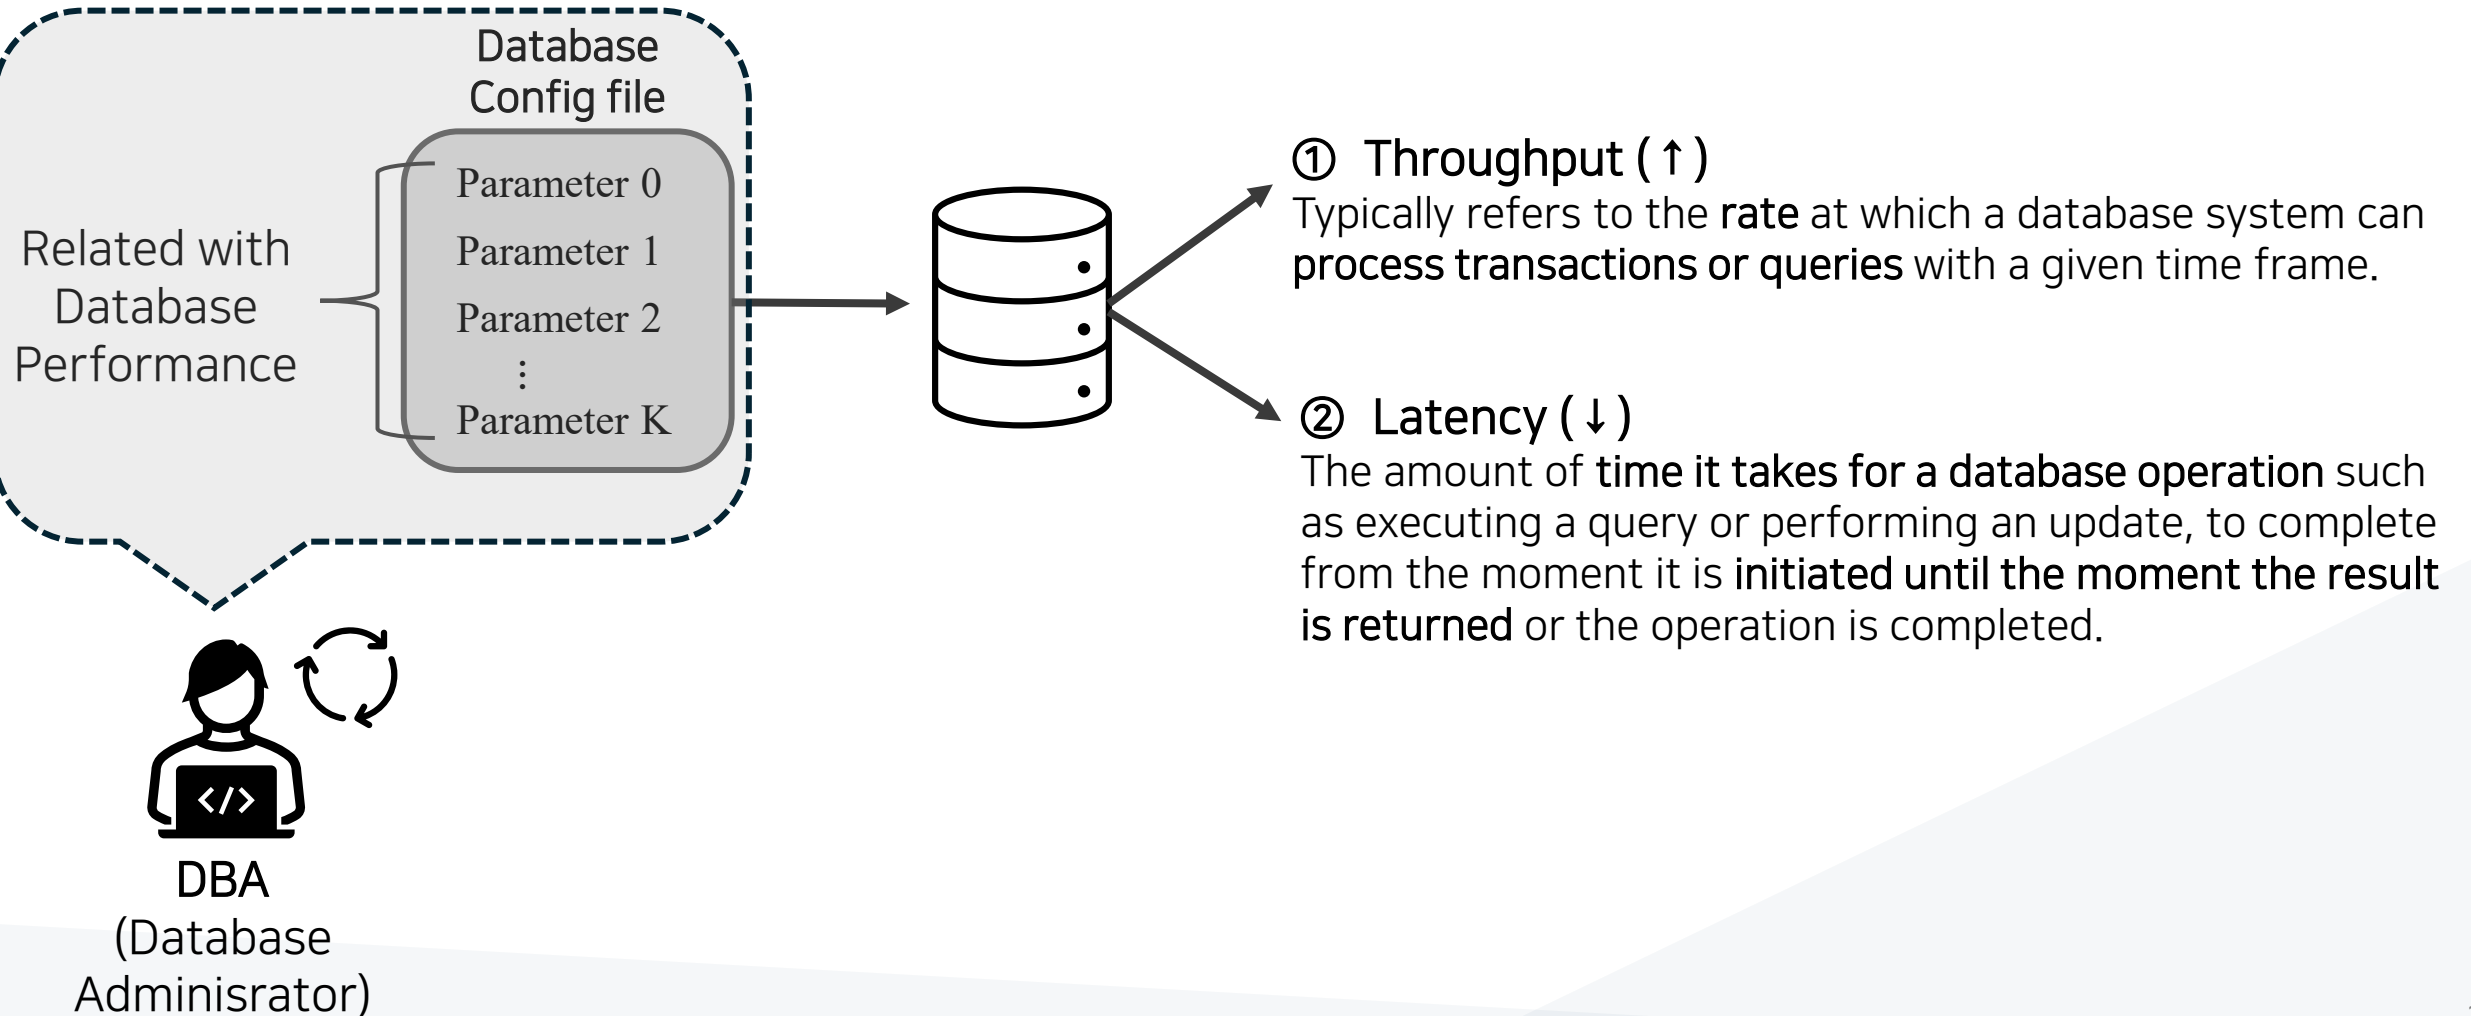 Database
Config file
Related with
Database
Performance
Parameter 0
Parameter 1
Parameter 2
⋮
Parameter K
① Throughput (↑)
Typically refers to the rate at which a database system can
process transactions or queries with a given time frame.
② Latency (↓)
The amount of time it takes for a database operation such
as executing a query or performing an update, to complete
from the moment it is initiated until the moment the result
is returned or the operation is completed.
</>
DBA
(Database
Adminisrator)